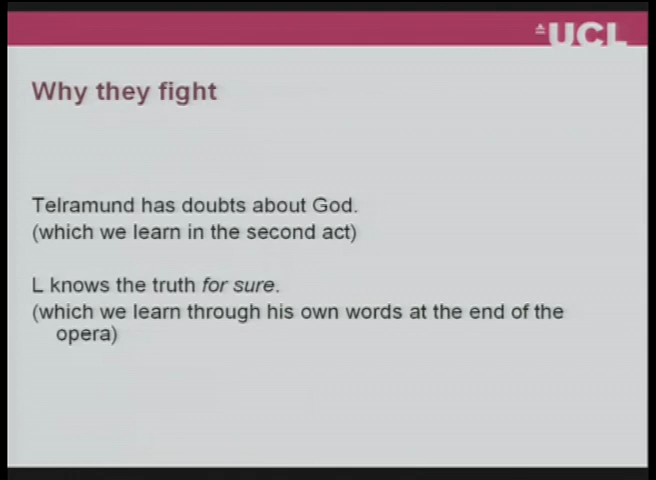 UCL
Why they fight
Telramund has doubts about God.
(which we learn in the second act)
L knows the truth for sure.
(which we learn through his own words at the end of the
opera)